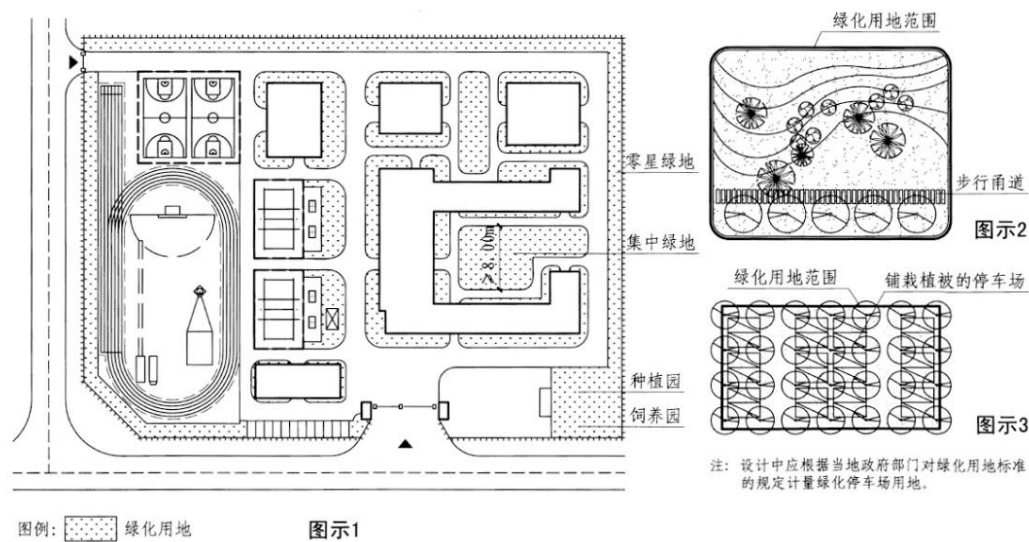 绿化用地范围
步行甬道
图示2
零星绿地
集中绿地
≥8.00m
绿化用地范围
铺栽植被的停车场
图示3
种植园
饲养园
注: 设计中应根据当地政府部门对绿化用地标准
的规定计量绿化停车场用地。
图例:
绿化用地
图示1